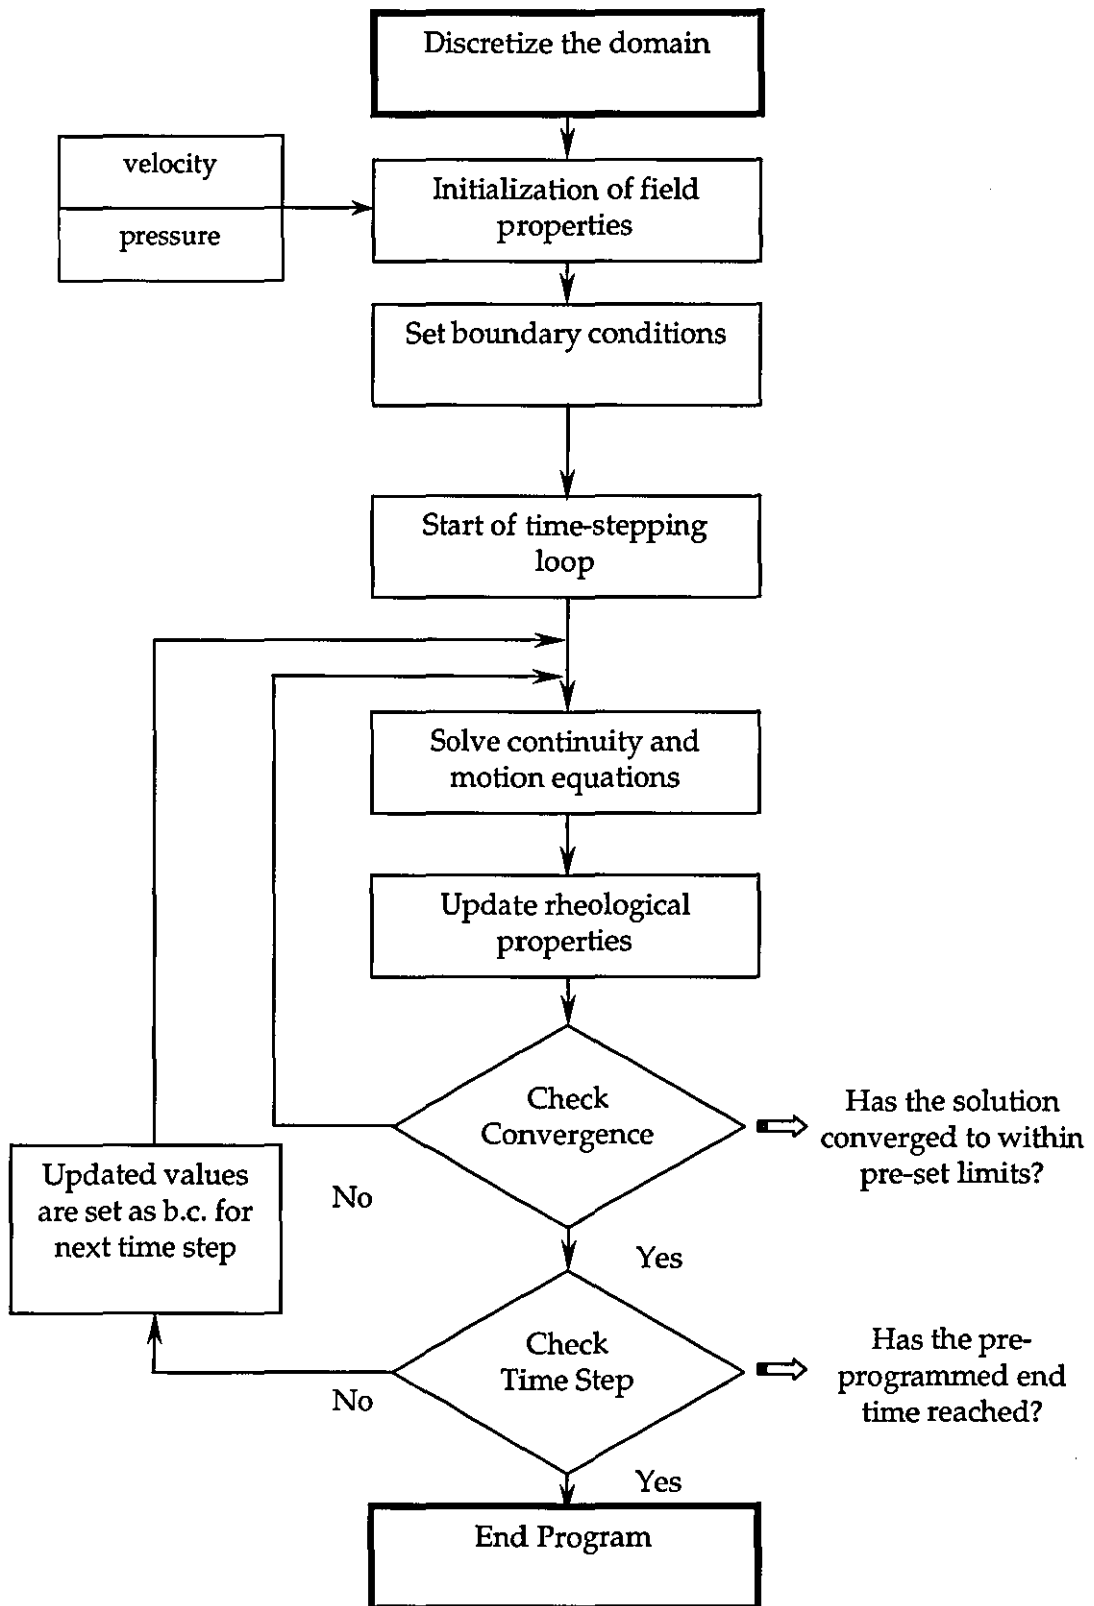 Discretize the domain
velocity
pressure
Initialization of field
properties
Set boundary conditions
Start of time-stepping
loop
Solve continuity and
motion equations
Update rheological
properties
Check
Convergence
Has the solution
converged to within
pre-set limits?
No
Yes
Updated values
are set as b.c. for
next time step
Check
Time Step
Has the pre-
programmed end
time reached?
No
Yes
End Program